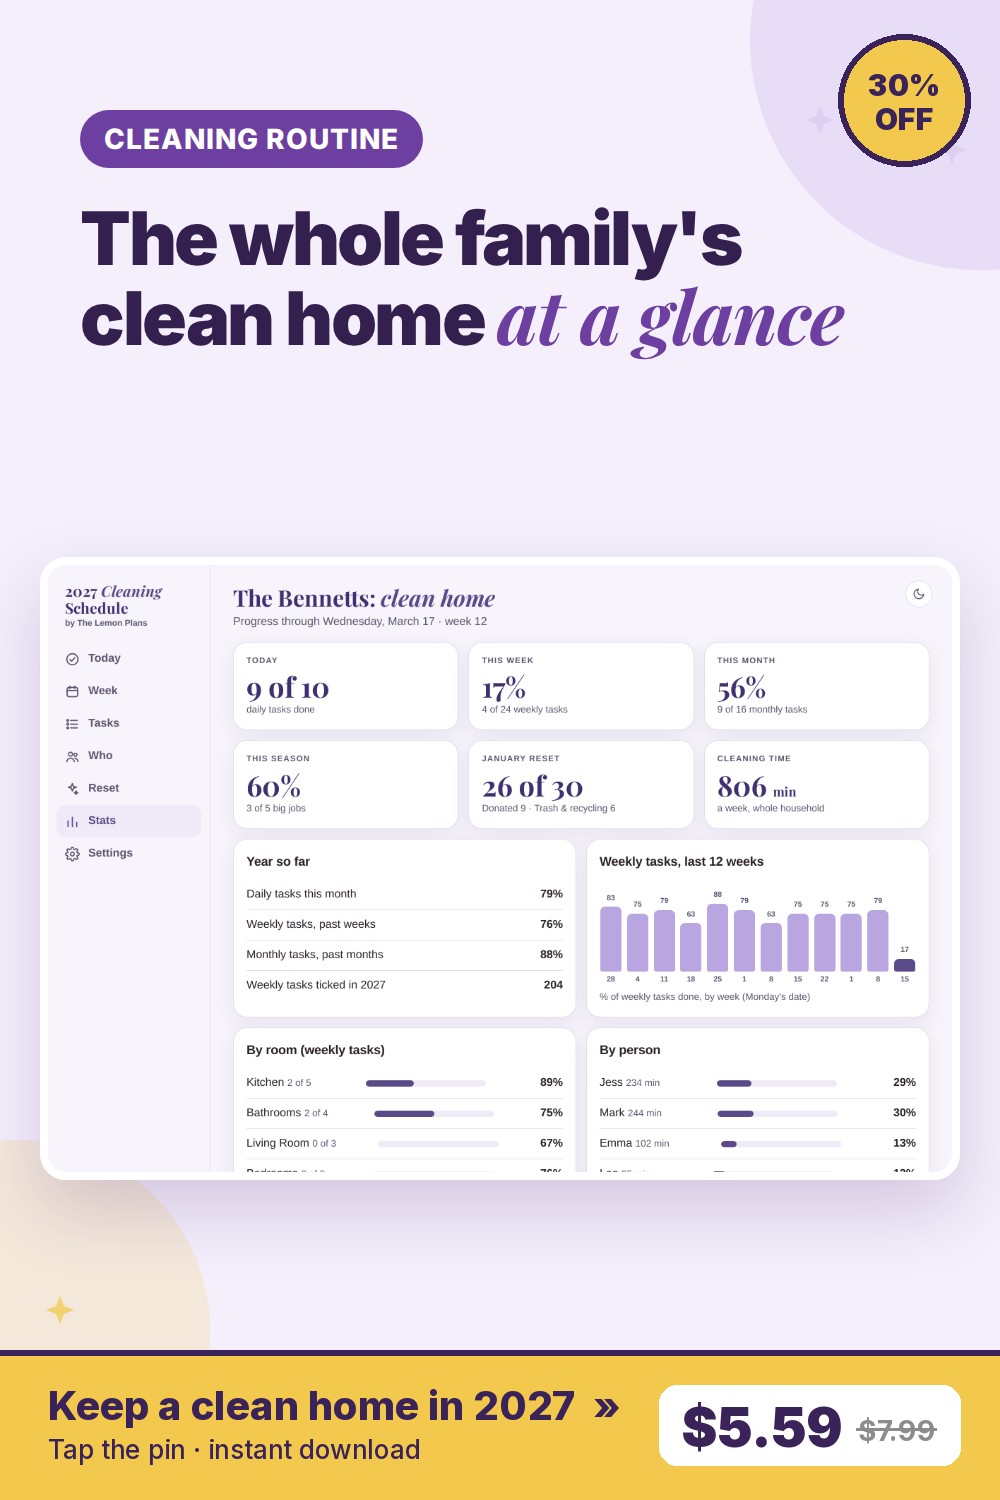 30%
OFF
CLEANING ROUTINE
The whole family's
clean home at a glance
2027 Cleaning
Schedule
by The Lemon Plans
Today
Week
Tasks
Who
Reset
Stats
Settings
The Bennetts: clean home
Progress through Wednesday, March 17 · week 12
TODAY
9 of 10
daily tasks done
THIS WEEK
17%
4 of 24 weekly tasks
THIS MONTH
56%
9 of 16 monthly tasks
THIS SEASON
60%
3 of 5 big jobs
JANUARY RESET
26 of 30
Donated 9 · Trash & recycling 6
CLEANING TIME
806 min
a week, whole household
Year so far
Daily tasks this month 79%
Weekly tasks, past weeks 76%
Monthly tasks, past months 88%
Weekly tasks ticked in 2027 204
Weekly tasks, last 12 weeks
83 75 79 63 88 79 63 75 75 75 79 17
28 4 11 18 25 1 8 15 22 1 8 15
% of weekly tasks done, by week (Monday's date)
By room (weekly tasks)
Kitchen 2 of 5 89%
Bathrooms 2 of 4 75%
Living Room 0 of 3 67%
By person
Jess 234 min 29%
Mark 244 min 30%
Emma 102 min 13%
Keep a clean home in 2027 »
Tap the pin · instant download
$5.59 $7.99